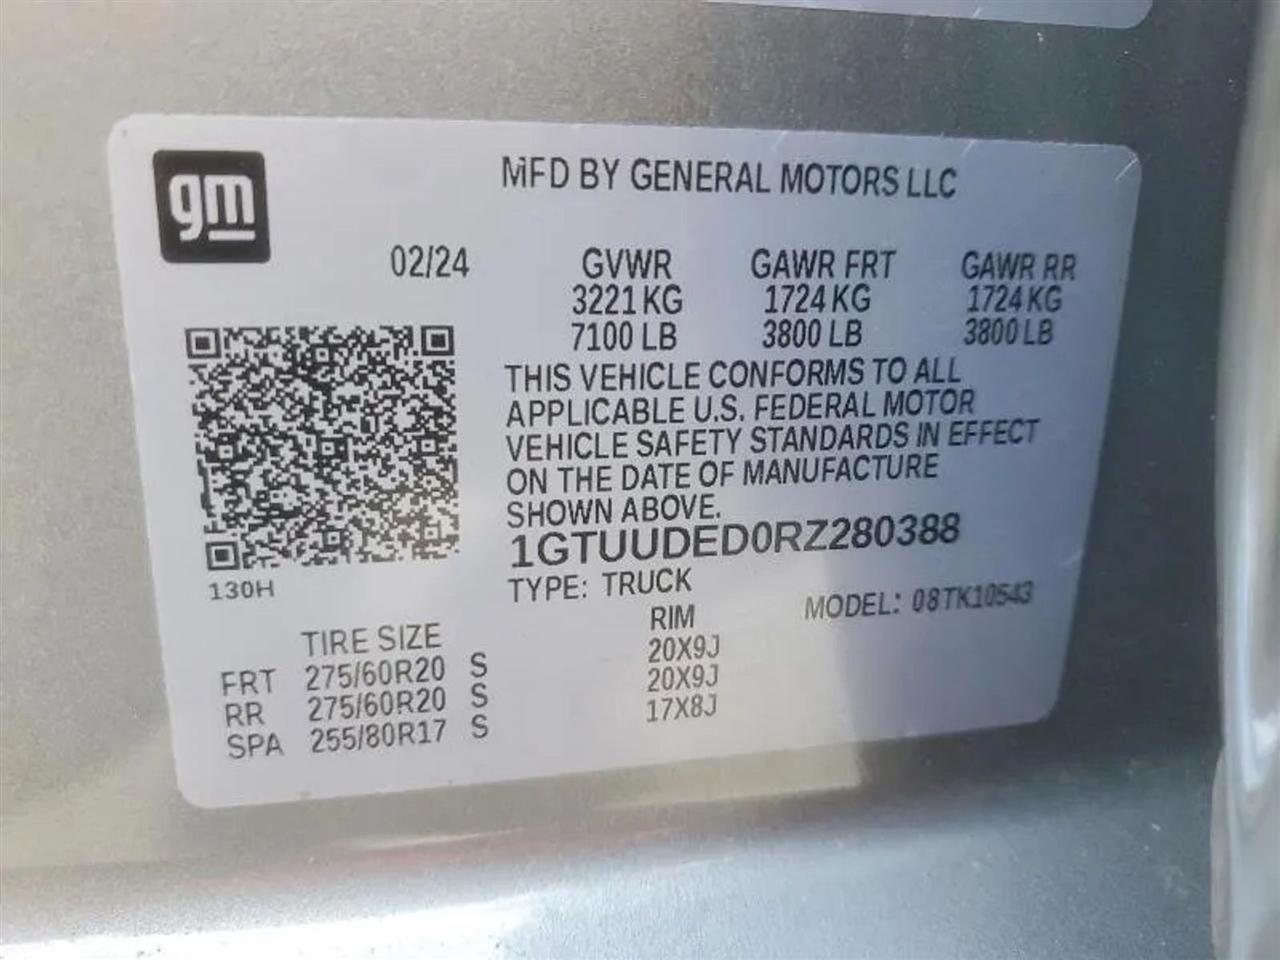 gm
MFD BY GENERAL MOTORS LLC
02/24
GVWR GAWR FRT GAWR RR
3221 KG 1724 KG 1724 KG
7100 LB 3800 LB 3800 LB
THIS VEHICLE CONFORMS TO ALL
APPLICABLE U.S. FEDERAL MOTOR
VEHICLE SAFETY STANDARDS IN EFFECT
ON THE DATE OF MANUFACTURE
SHOWN ABOVE.
1GTUUDED0RZ280388
130H
TYPE: TRUCK MODEL: 08TK10543
TIRE SIZE RIM
FRT 275/60R20 S 20X9J
RR 275/60R20 S 20X9J
SPA 255/80R17 S 17X8J